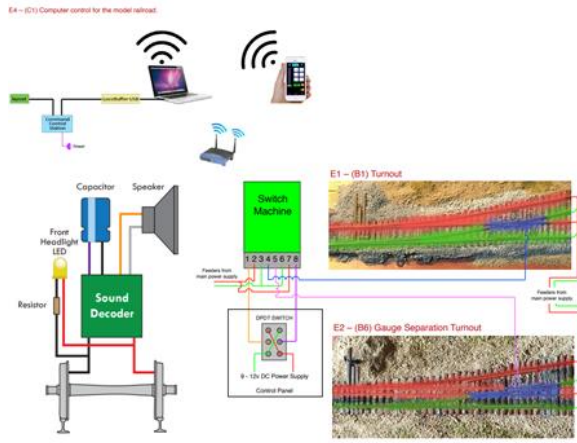 E4 – (C1) Computer control for the model railroad.
layout
LocoBuffer-USB
Command
Control
Station
Power
Capacitor
Speaker
Front
Headlight
LED
Resistor
Sound
Decoder
Switch
Machine
1 2 3 4 5 6 7 8
Feeders from
main power supply
DPDT SWITCH
9 – 12v DC Power Supply
Control Panel
E1 – (B1) Turnout
Feeders from
main power supply
E2 – (B6) Gauge Separation Turnout